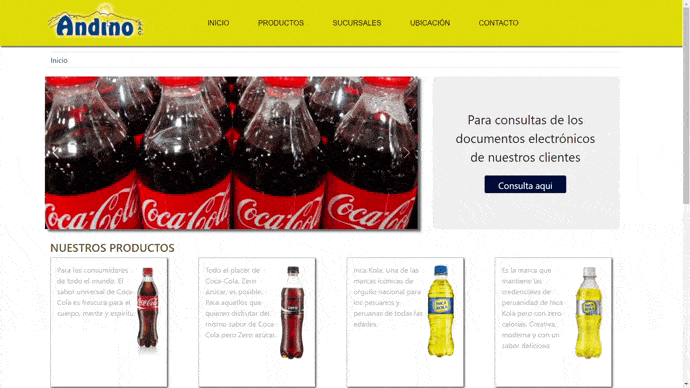 Andino S.A.C.
INICIO PRODUCTOS SUCURSALES UBICACIÓN CONTACTO
Inicio
Coca-Cola Coca-Cola Coca-Cola Coca-Cola
Para consultas de los
documentos electrónicos
de nuestros clientes
Consulta aqui
NUESTROS PRODUCTOS
Para los consumidores
de todo el mundo. El
sabor universal de Coca-
Cola es frescura para el
cuerpo, mente y espíritu.
Todo el placer de
Coca-Cola, Zero
azúcar, es posible.
Para aquellos que
quieren disfrutar del
mismo sabor de Coca-
Cola pero Zero azúcar.
Inca Kola, una de las
marcas icónicas de
orgullo nacional para
los peruanos y
peruanas de todas las
edades.
INCA
KOLA
Es la marca que
mantiene las
credenciales de
peruanidad de Inca
Kola pero con zero
calorías. Creativa,
moderna y con un
sabor delicioso.